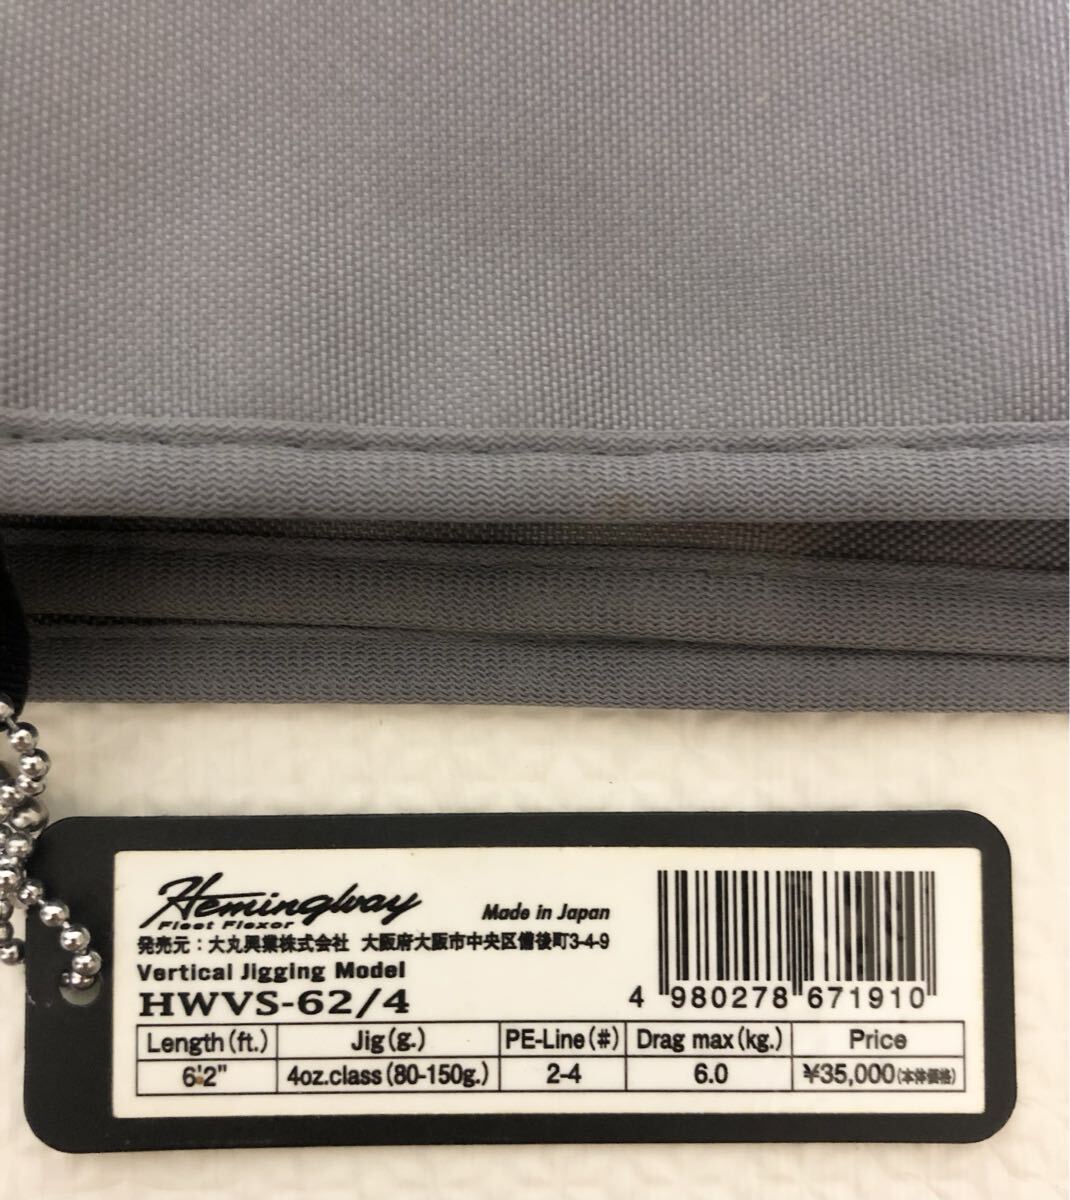 Hemingway
Fleet Flexor
Made in Japan
発売元：大丸興業株式会社 大阪府大阪市中央区備後町3-4-9
Vertical Jigging Model
HWVS-62/4
4 980278 671910
Length(ft.) Jig(g.) PE-Line(#) Drag max(kg.) Price
6'2" 4oz.class(80-150g.) 2-4 6.0 ¥35,000(本体価格)